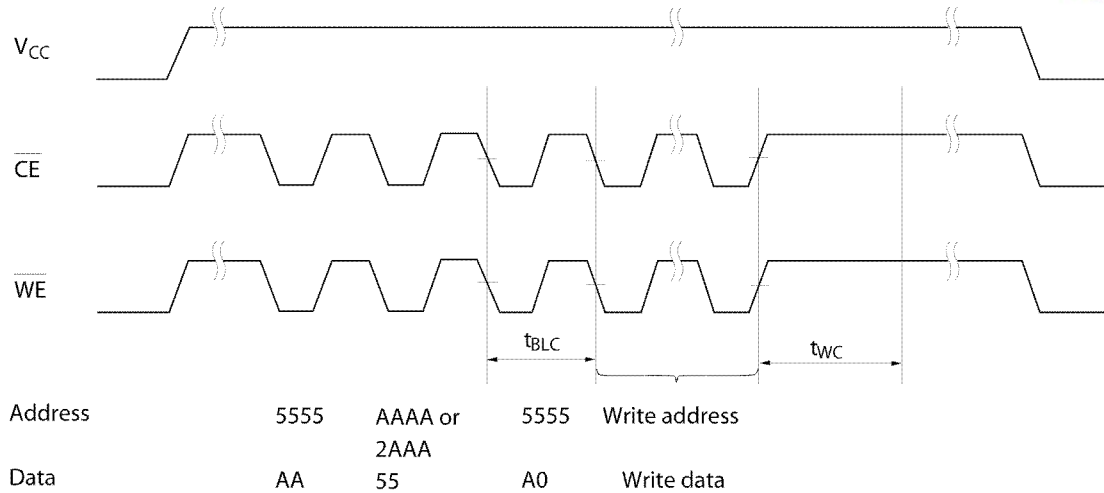 VCC
CE
WE
tBLC
tWC
Address 5555 AAAA or 2AAA 5555 Write address
Data AA 55 A0 Write data